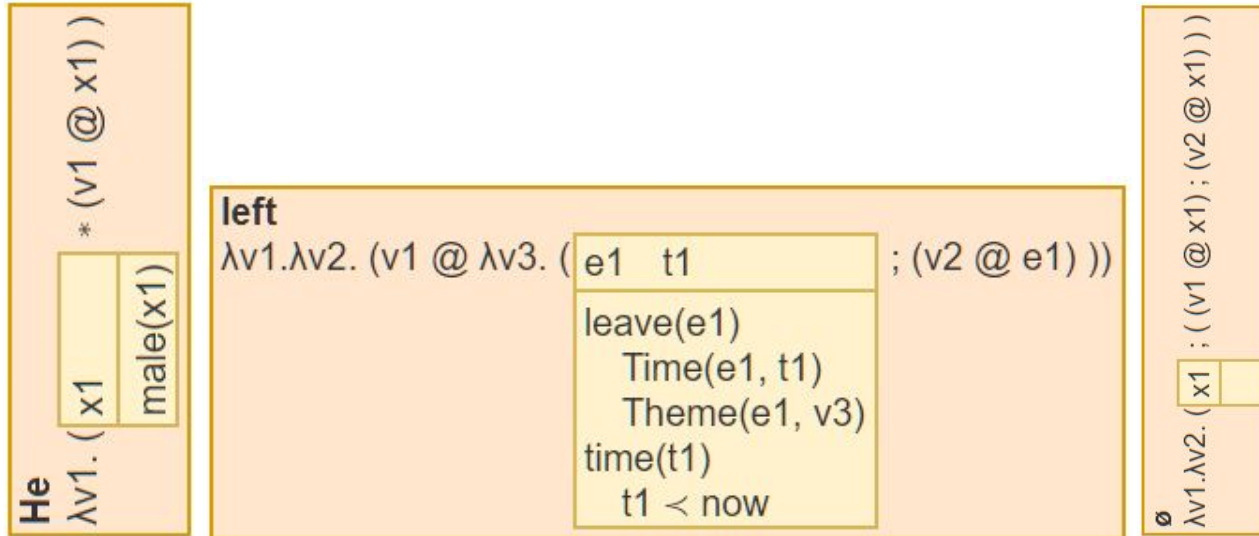 He
λv1. ( x1 * (v1 @ x1) )
male(x1)
left
λv1.λv2. (v1 @ λv3. ( e1 t1 ; (v2 @ e1) ))
leave(e1)
Time(e1, t1)
Theme(e1, v3)
time(t1)
t1 ≺ now
ø
λv1.λv2. ( x1 ; ( (v1 @ x1) ; (v2 @ x1) ) )